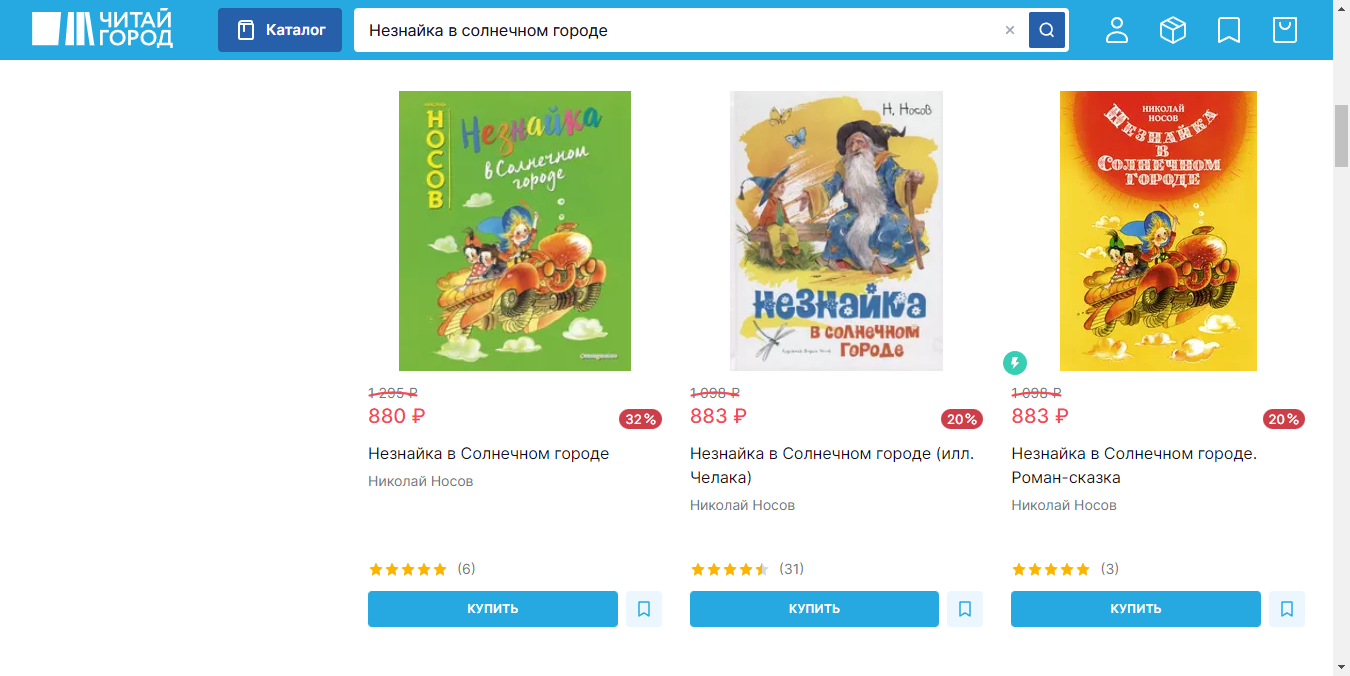 ЧИТАЙ
ГОРОД
Каталог
Незнайка в солнечном городе
НОСОВ
Незнайка
в Солнечном
городе
Н. Носов
НЕЗНАЙКА
В СОЛНЕЧНОМ
ГОРОДЕ
НИКОЛАЙ
НОСОВ
НЕЗНАЙКА
В
СОЛНЕЧНОМ
ГОРОДЕ
1 295 ₽
880 ₽
32%
Незнайка в Солнечном городе
Николай Носов
(6)
КУПИТЬ
1 098 ₽
883 ₽
20%
Незнайка в Солнечном городе (илл.
Челака)
Николай Носов
(31)
КУПИТЬ
1 098 ₽
883 ₽
20%
Незнайка в Солнечном городе.
Роман-сказка
Николай Носов
(3)
КУПИТЬ